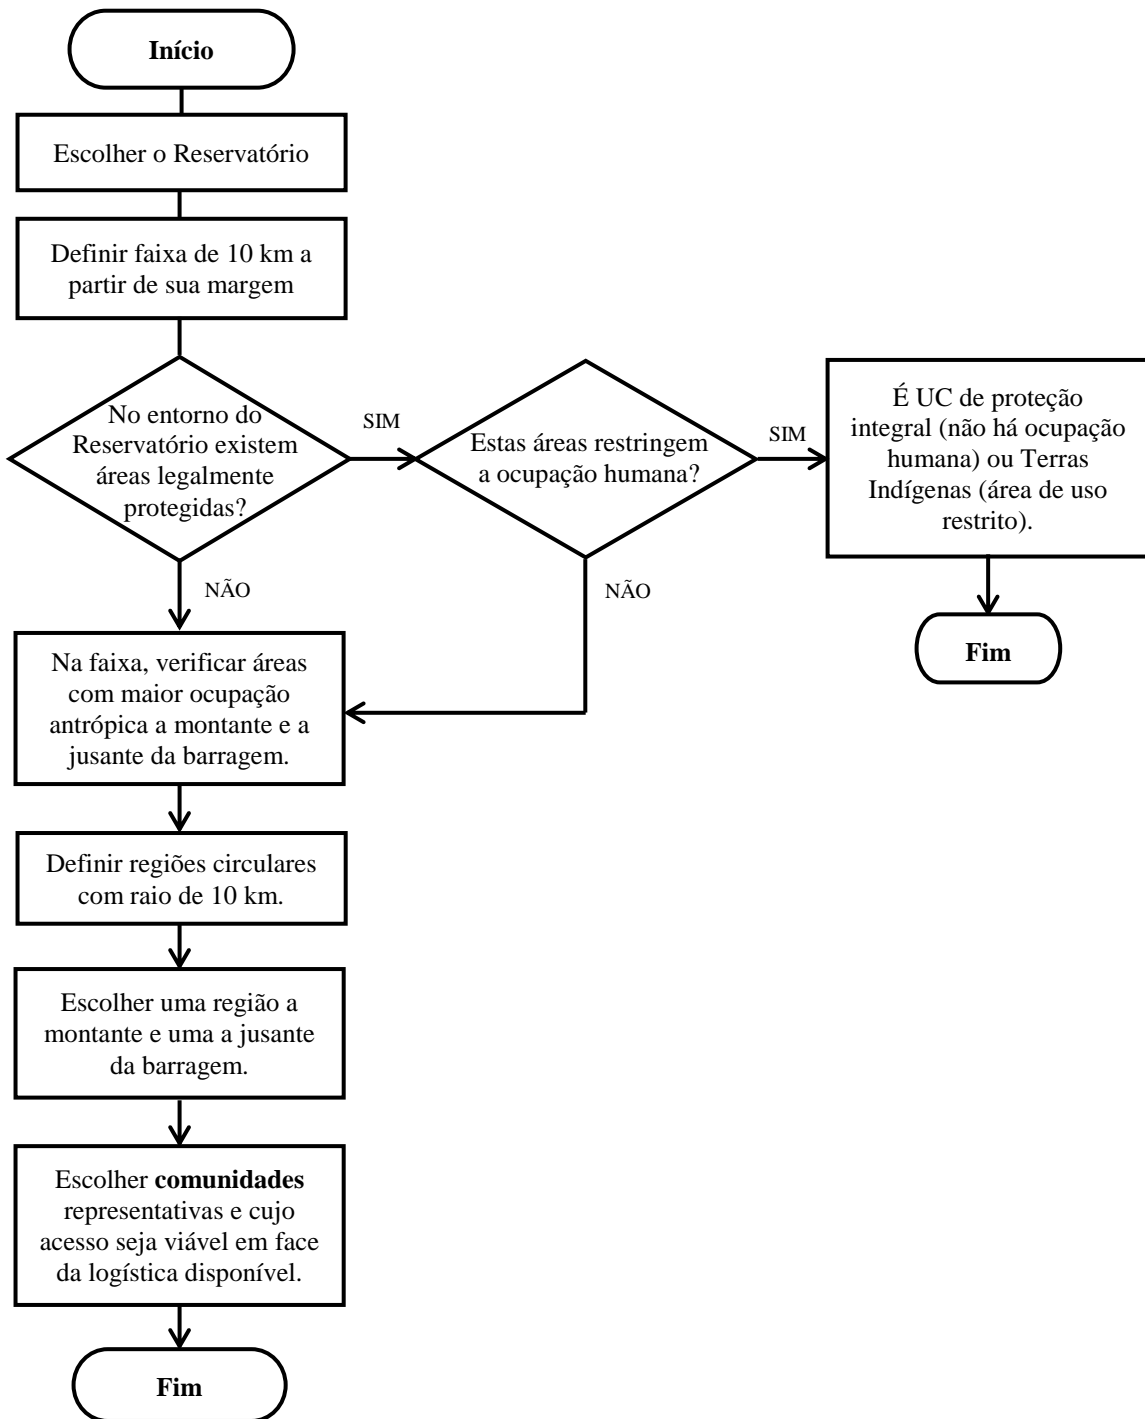 Início
Escolher o Reservatório
Definir faixa de 10 km a
partir de sua margem
No entorno do
Reservatório existem
áreas legalmente
protegidas?
SIM
Estas áreas restringem
a ocupação humana?
SIM
É UC de proteção
integral (não há ocupação
humana) ou Terras
Indígenas (área de uso
restrito).
NÃO
NÃO
Fim
Na faixa, verificar áreas
com maior ocupação
antrópica a montante e a
jusante da barragem.
Definir regiões circulares
com raio de 10 km.
Escolher uma região a
montante e uma a jusante
da barragem.
Escolher comunidades
representativas e cujo
acesso seja viável em face
da logística disponível.
Fim